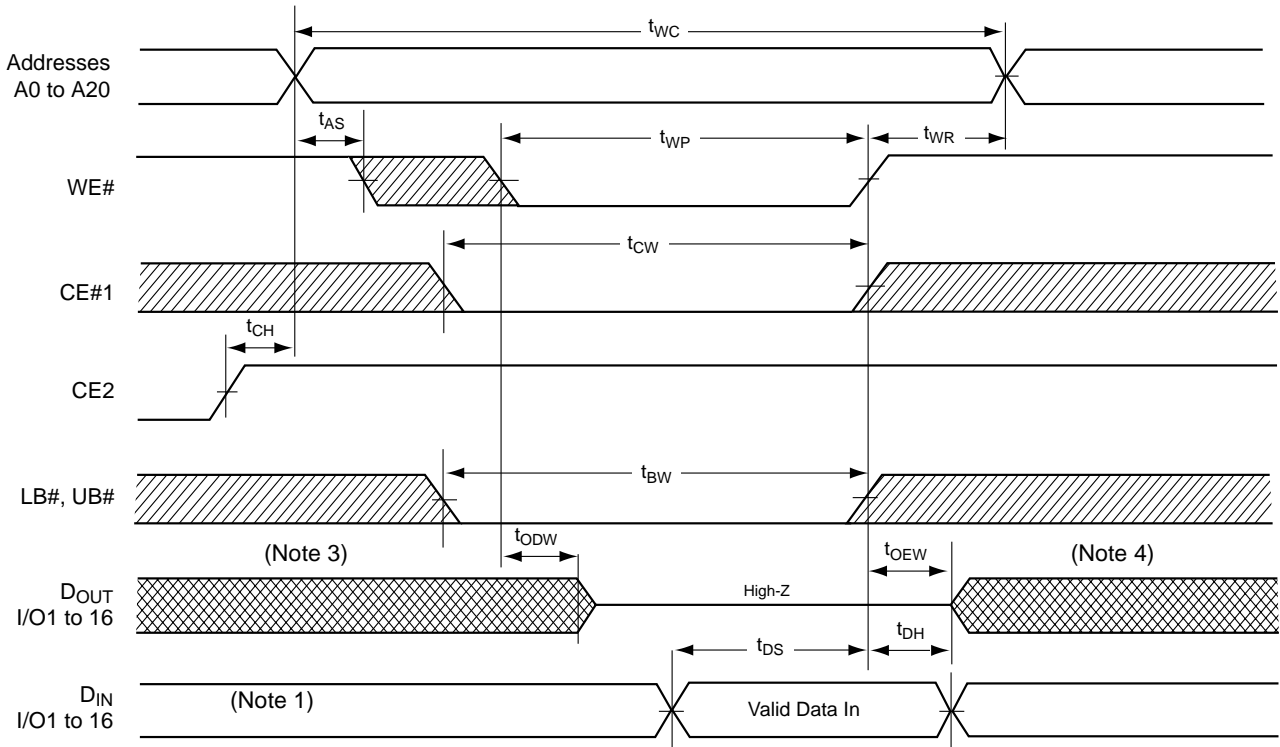 tWC
Addresses
A0 to A20
tAS
tWP
tWR
WE#
tCW
CE#1
tCH
CE2
tBW
LB#, UB#
tODW
(Note 3)
tOEW
(Note 4)
DOUT
I/O1 to 16
High-Z
tDS
tDH
DIN
I/O1 to 16
(Note 1)
Valid Data In